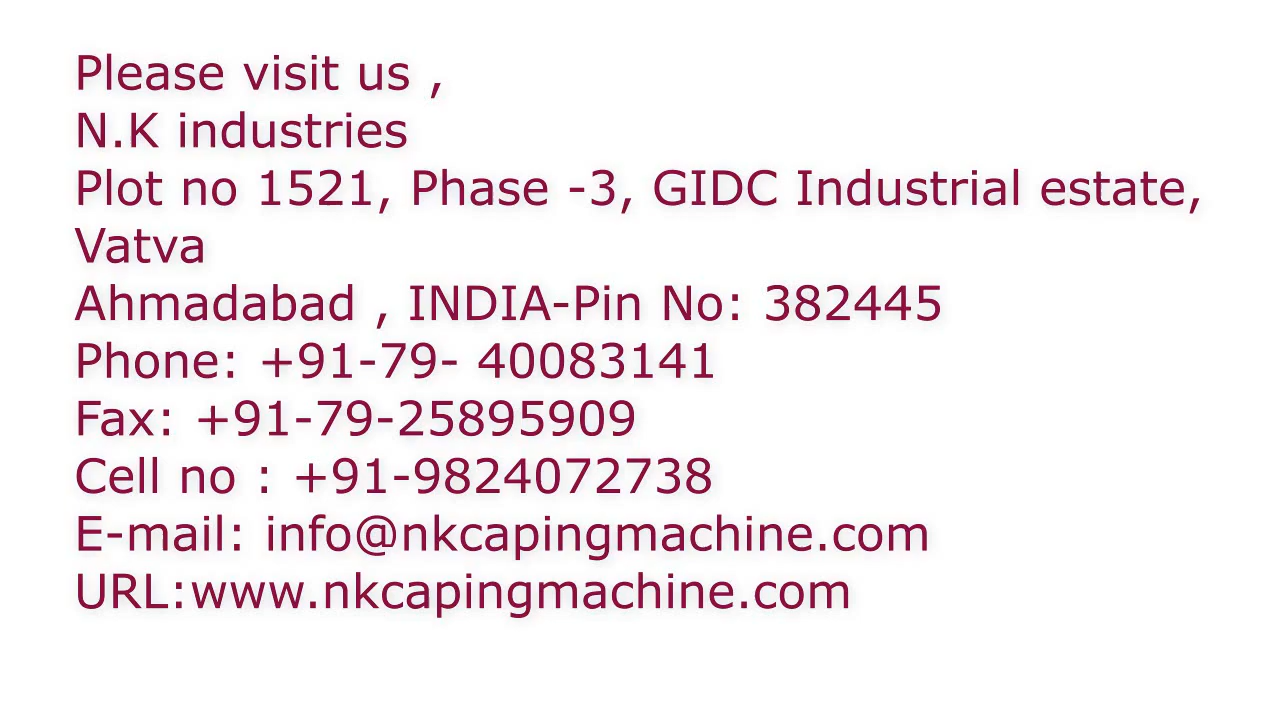 Please visit us ,
N.K industries
Plot no 1521, Phase -3, GIDC Industrial estate,
Vatva
Ahmadabad , INDIA-Pin No: 382445
Phone: +91-79- 40083141
Fax: +91-79-25895909
Cell no : +91-9824072738
E-mail: info@nkcapingmachine.com
URL:www.nkcapingmachine.com